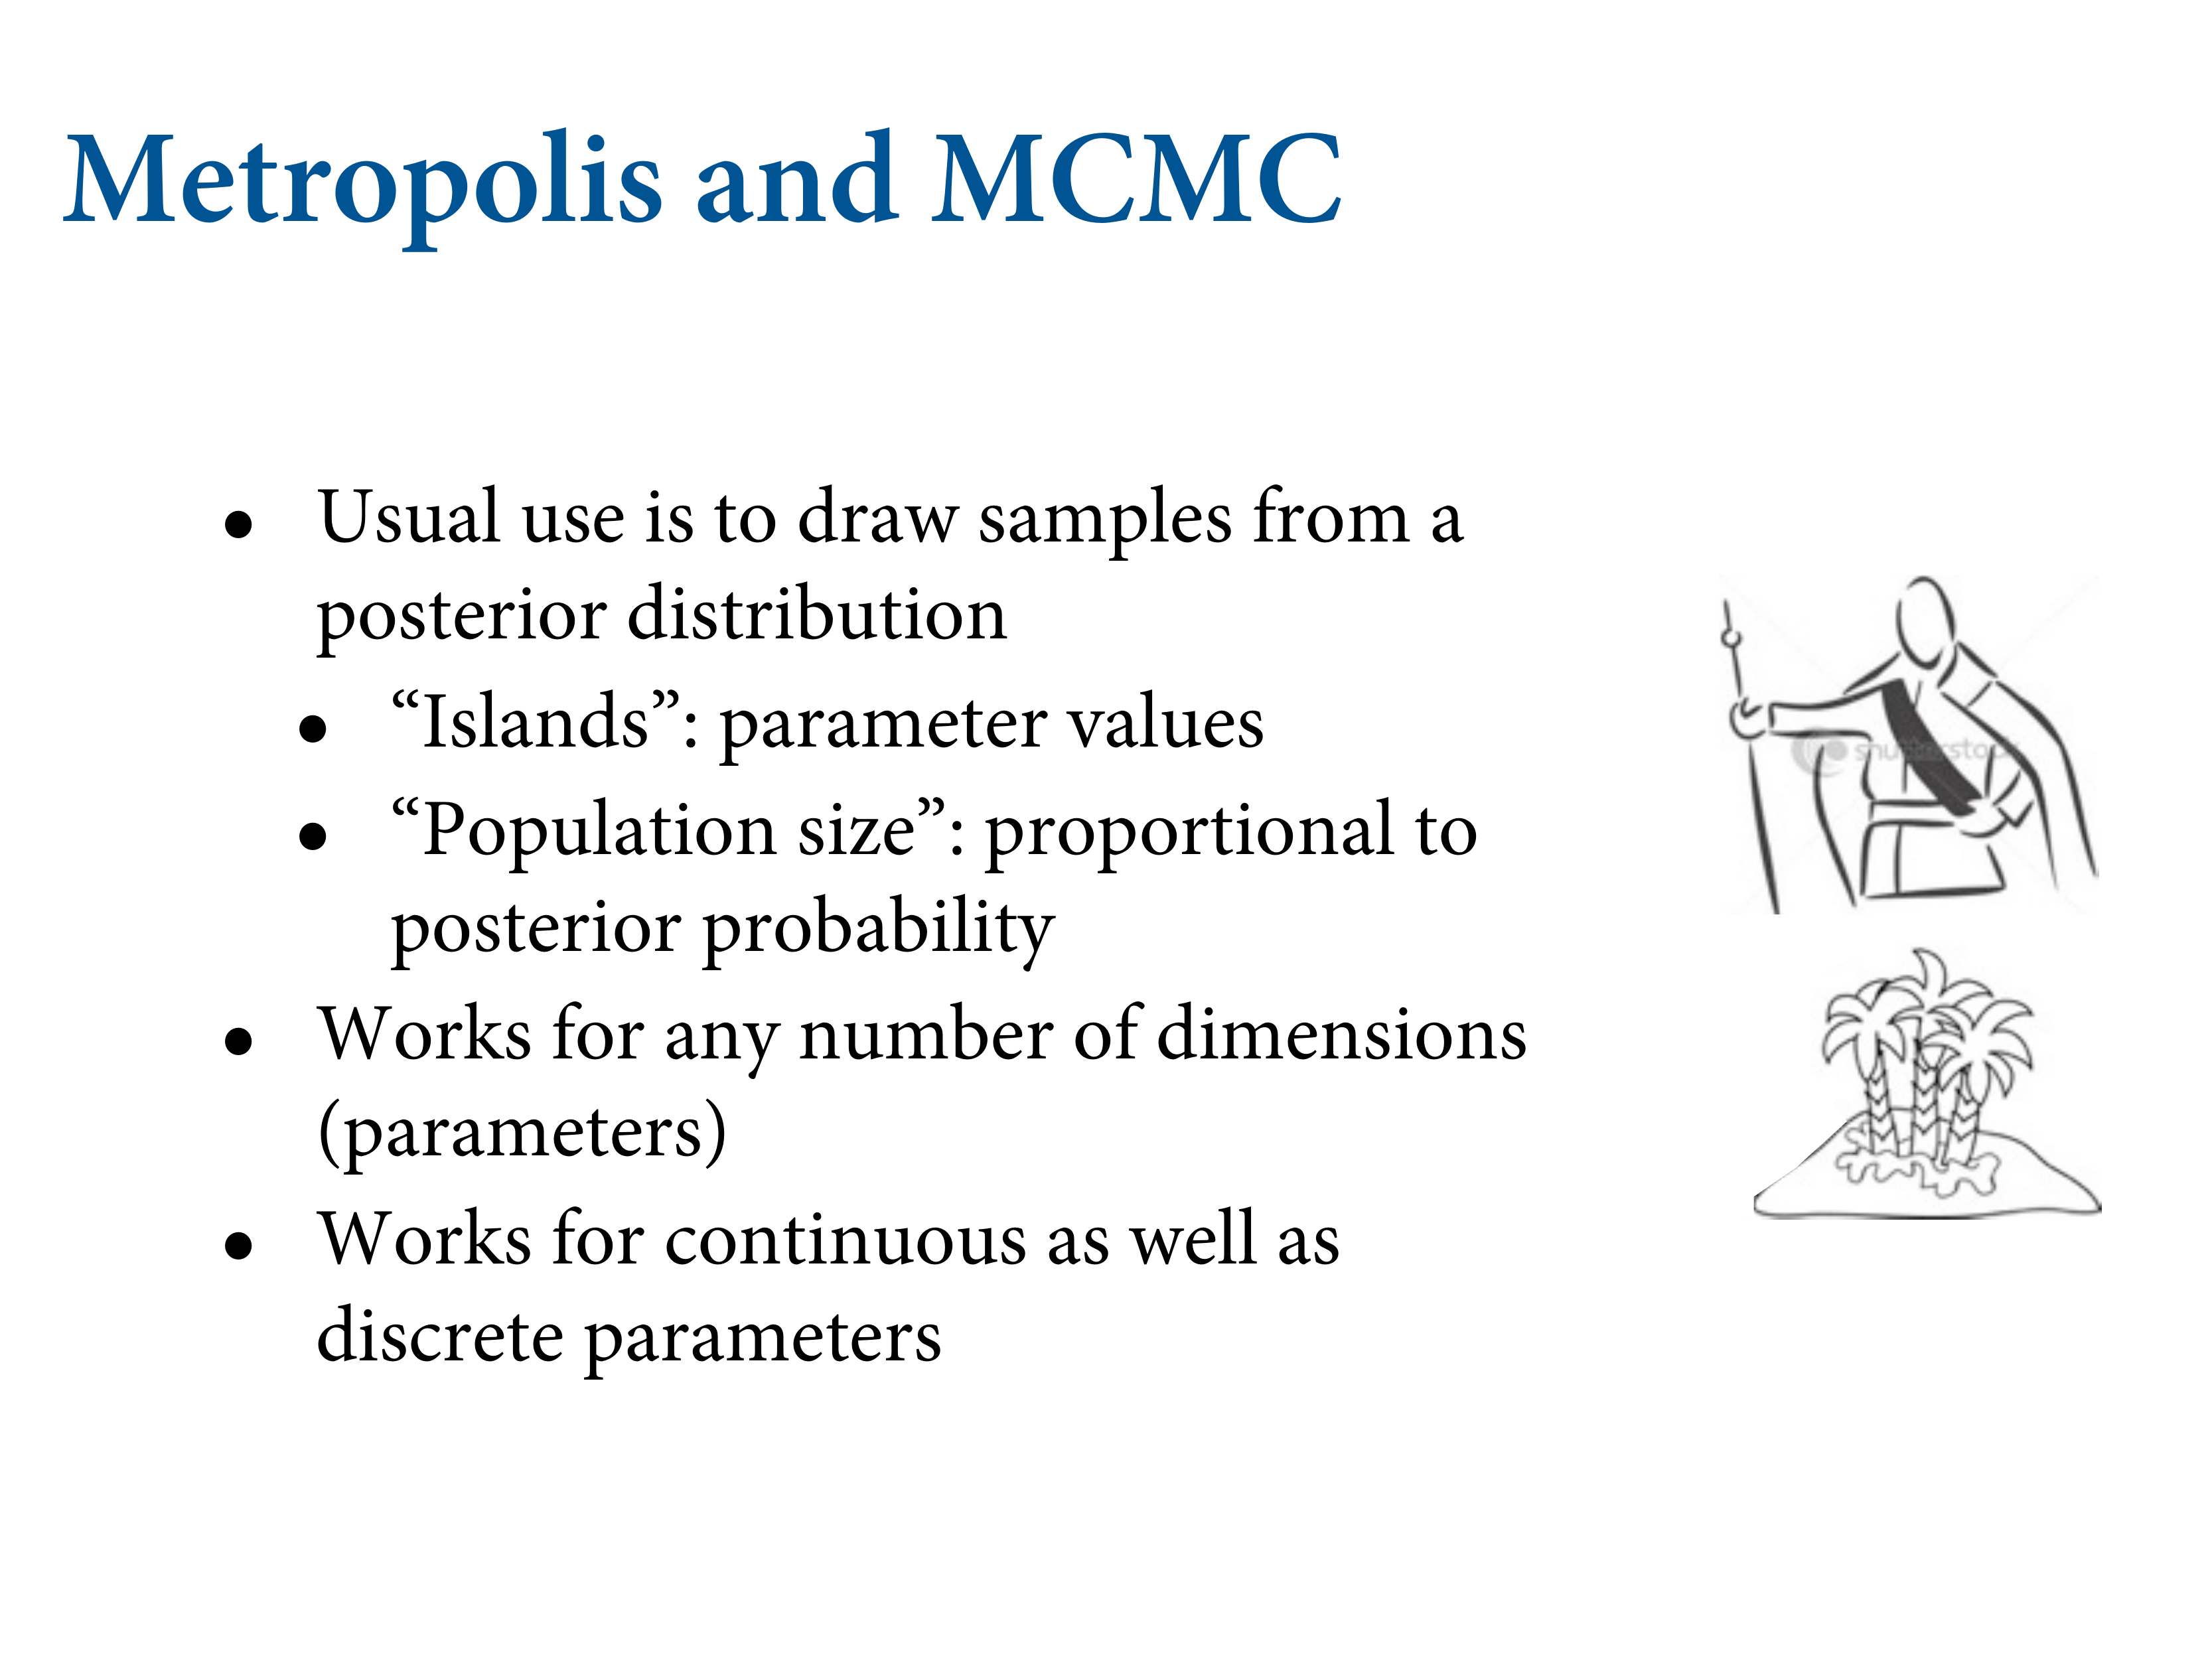 Metropolis and MCMC
• Usual use is to draw samples from a
posterior distribution
• “Islands”: parameter values
• “Population size”: proportional to
posterior probability
• Works for any number of dimensions
(parameters)
• Works for continuous as well as
discrete parameters
shutterstock